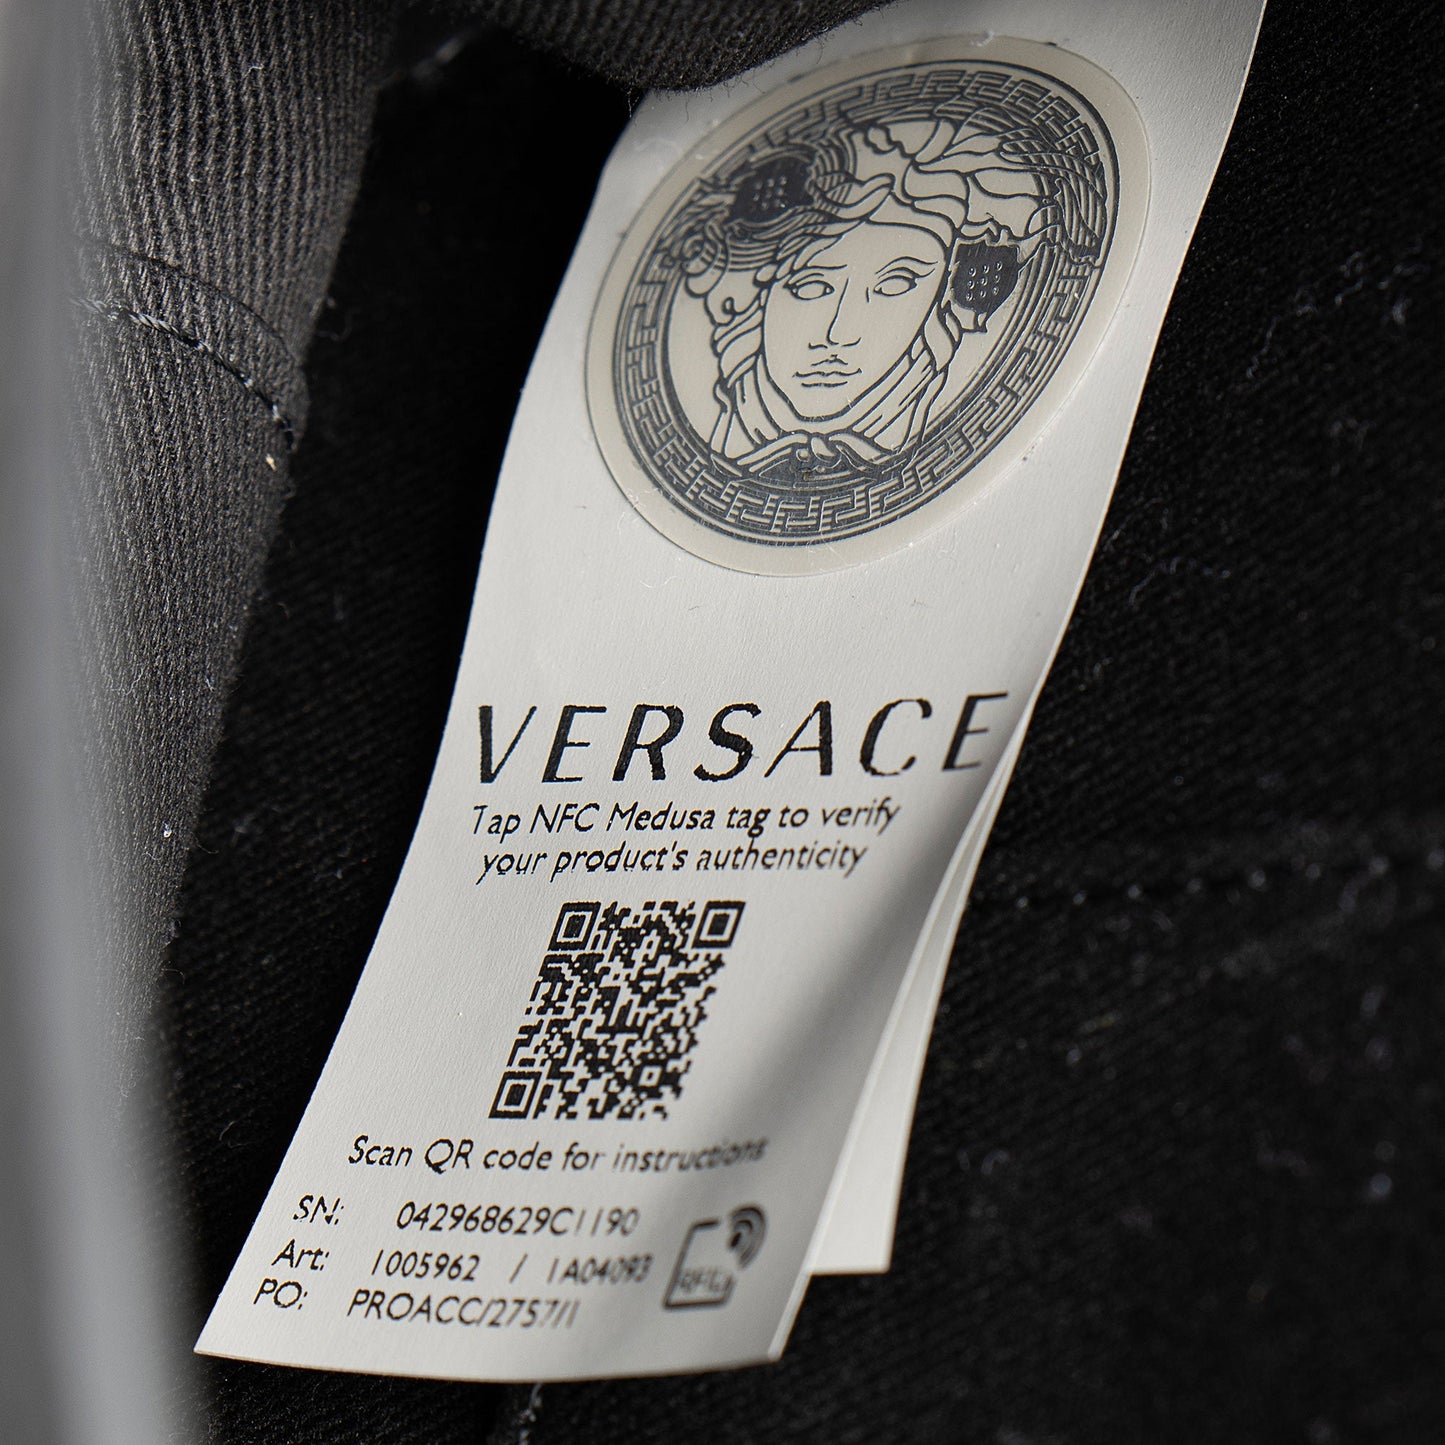 VERSACE
Tap NFC Medusa tag to verify
your product's authenticity
Scan QR code for instructions
SN: 042968629C1190
Art: 1005962 / 1A04093
PO: PROACC/2757/1